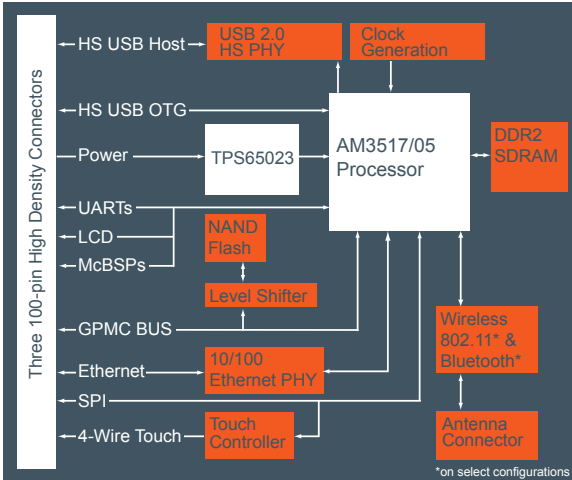 Three 100-pin High Density Connectors
HS USB Host
USB 2.0
HS PHY
Clock
Generation
HS USB OTG
Power
TPS65023
AM3517/05
Processor
DDR2
SDRAM
UARTs
LCD
McBSPs
NAND
Flash
Level Shifter
GPMC BUS
Wireless
802.11* &
Bluetooth*
Ethernet
10/100
Ethernet PHY
SPI
4-Wire Touch
Touch
Controller
Antenna
Connector
*on select configurations